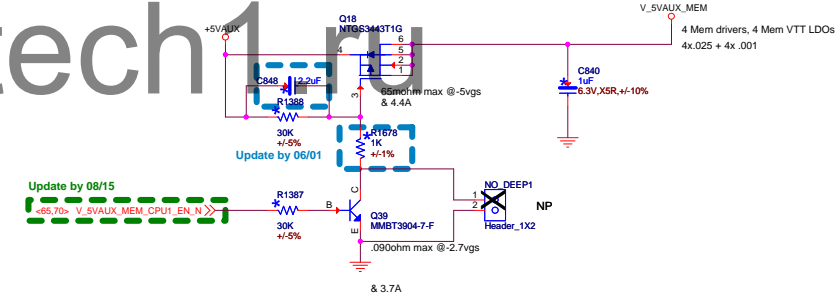 tech1.ru
+5VAUX
Q18
NTGS3443T1G
V_5VAUX_MEM
4 Mem drivers, 4 Mem VTT LDOs
4x.025 + 4x .001
4
6
5
2
1
3
C848
2.2uF
C840
1uF
6.3V,X5R,+/-10%
65mohm max @-5vgs
& 4.4A
R1388
30K
+/-5%
R1678
1K
+/-1%
Update by 06/01
Update by 08/15
<65,70> V_5VAUX_MEM_CPU1_EN_N
R1387
30K
+/-5%
B
C
E
Q39
MMBT3904-7-F
NO_DEEP1
1
2
Header_1X2
NP
.090ohm max @-2.7vgs
& 3.7A